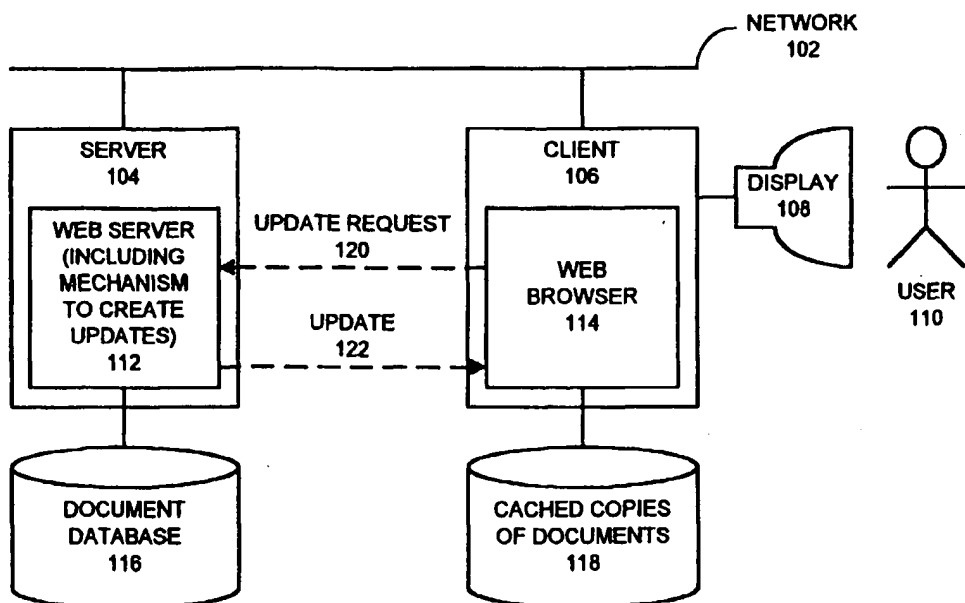 NETWORK
102
SERVER
104
CLIENT
106
DISPLAY
108
WEB SERVER
(INCLUDING
MECHANISM
TO CREATE
UPDATES)
112
UPDATE REQUEST
120
UPDATE
122
WEB
BROWSER
114
USER
110
DOCUMENT
DATABASE
116
CACHED COPIES
OF DOCUMENTS
118